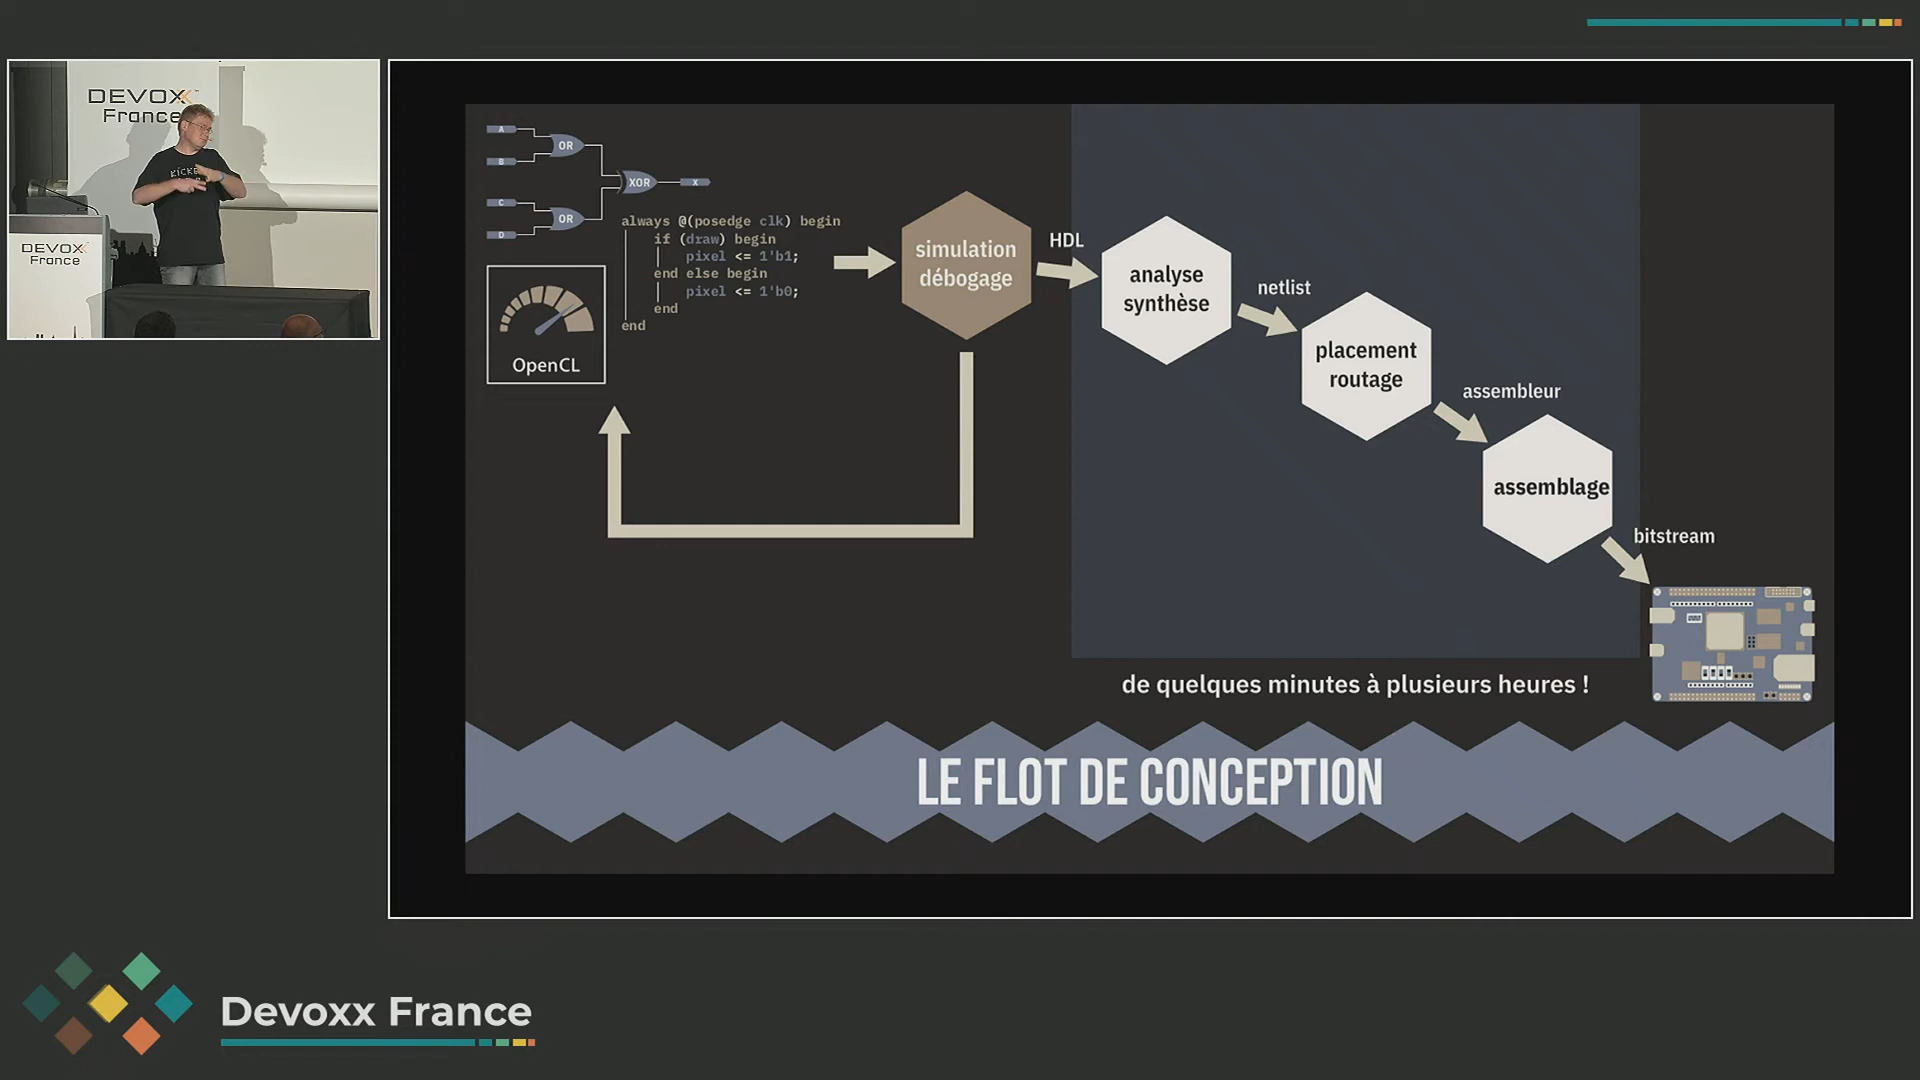 DEVOXX
France
KICKE
DEVOXX
France
A
B
C
D
OR
OR
XOR
X
always @(posedge clk) begin
if (draw) begin
pixel <= 1'b1;
end else begin
pixel <= 1'b0;
end
end
OpenCL
simulation
débogage
HDL
analyse
synthèse
netlist
placement
routage
assembleur
assemblage
bitstream
de quelques minutes à plusieurs heures !
LE FLOT DE CONCEPTION
Devoxx France